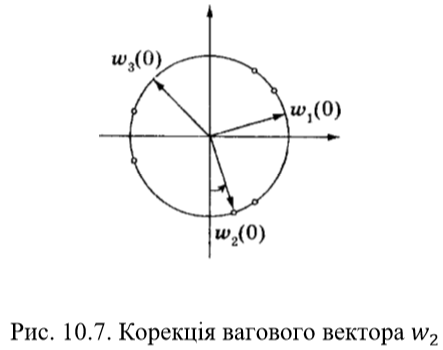 w₃(0)
w₁(0)
w₂(0)
Рис. 10.7. Корекція вагового вектора w₂